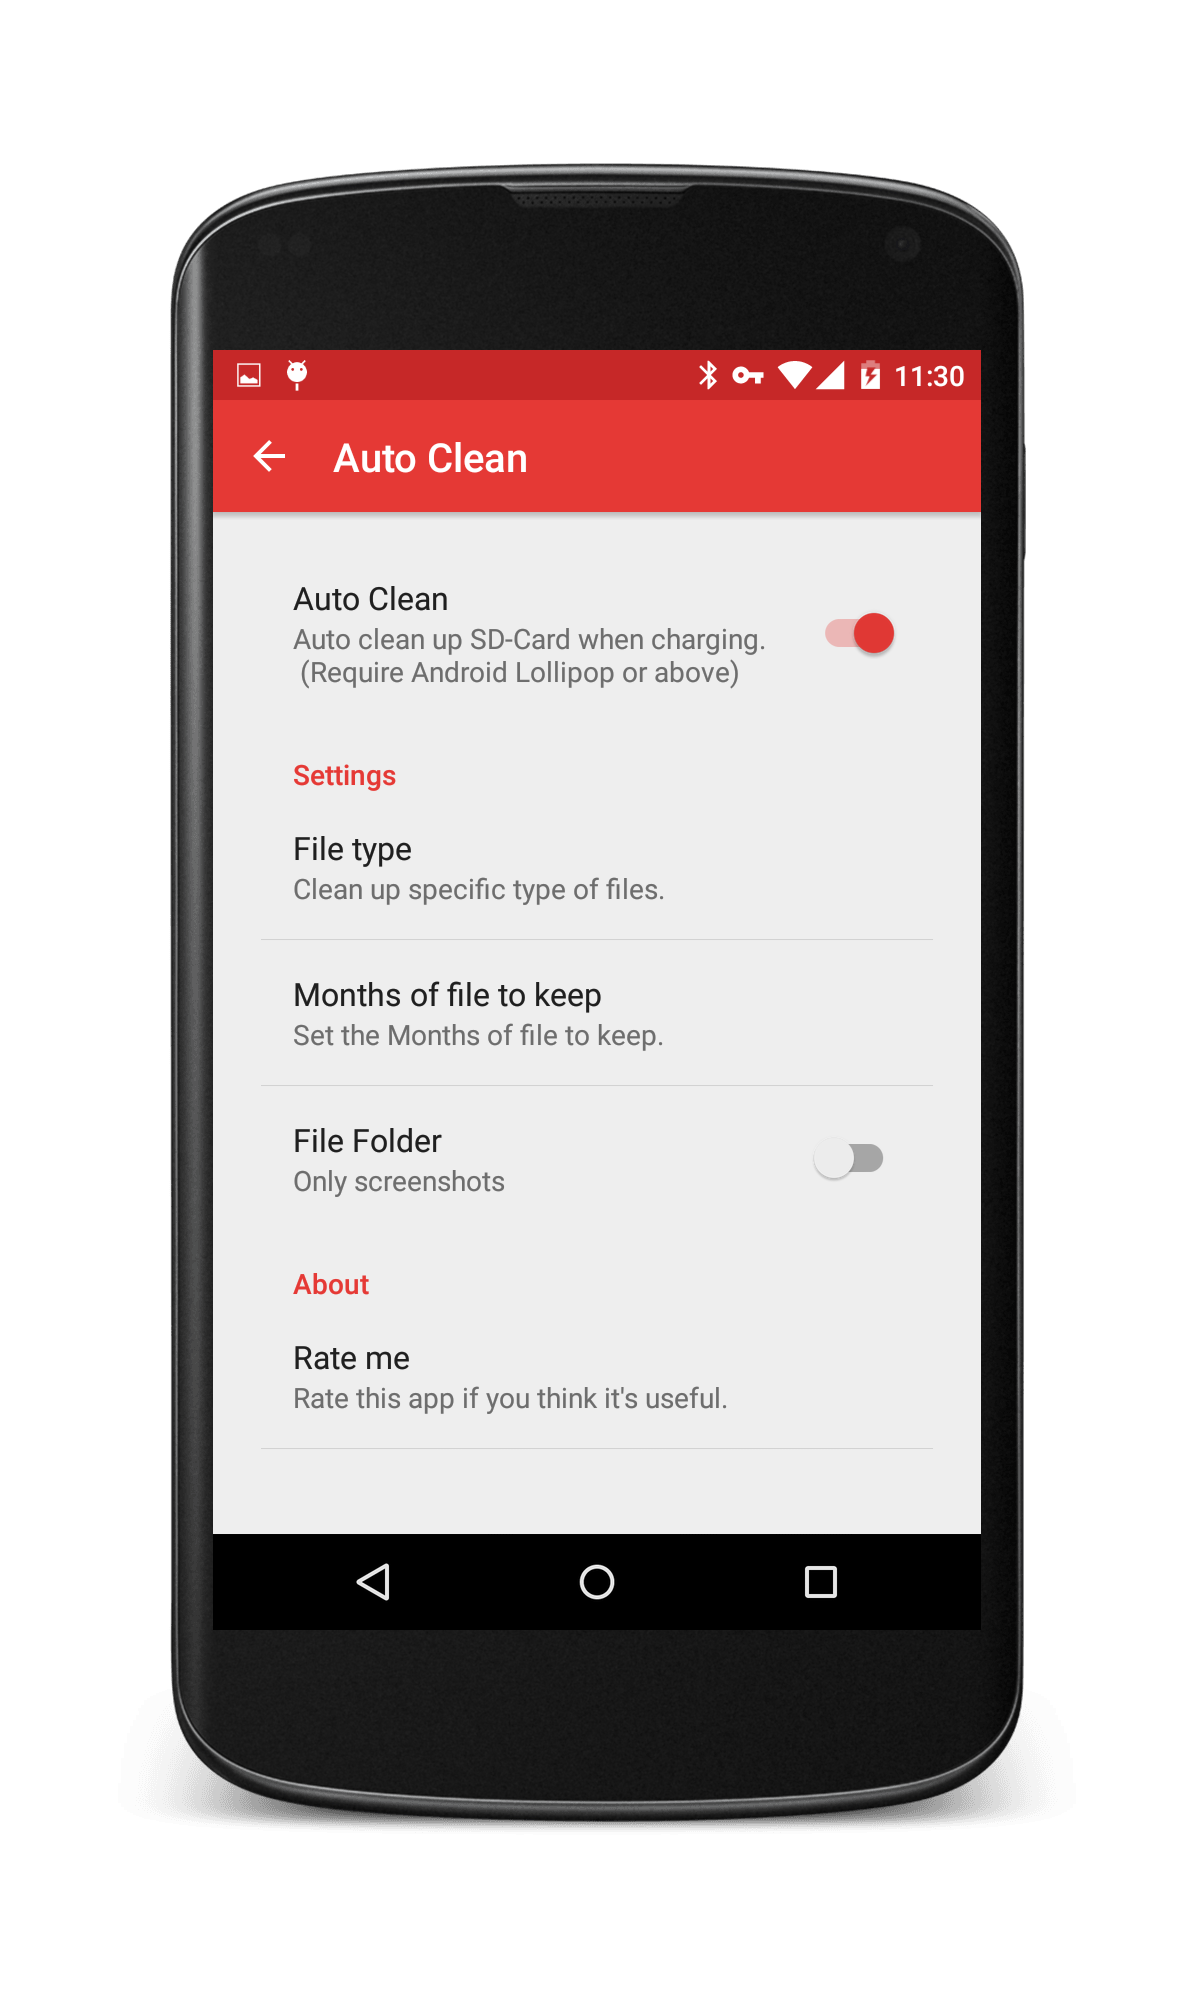 11:30
Auto Clean
Auto Clean
Auto clean up SD-Card when charging.
(Require Android Lollipop or above)
Settings
File type
Clean up specific type of files.
Months of file to keep
Set the Months of file to keep.
File Folder
Only screenshots
About
Rate me
Rate this app if you think it's useful.